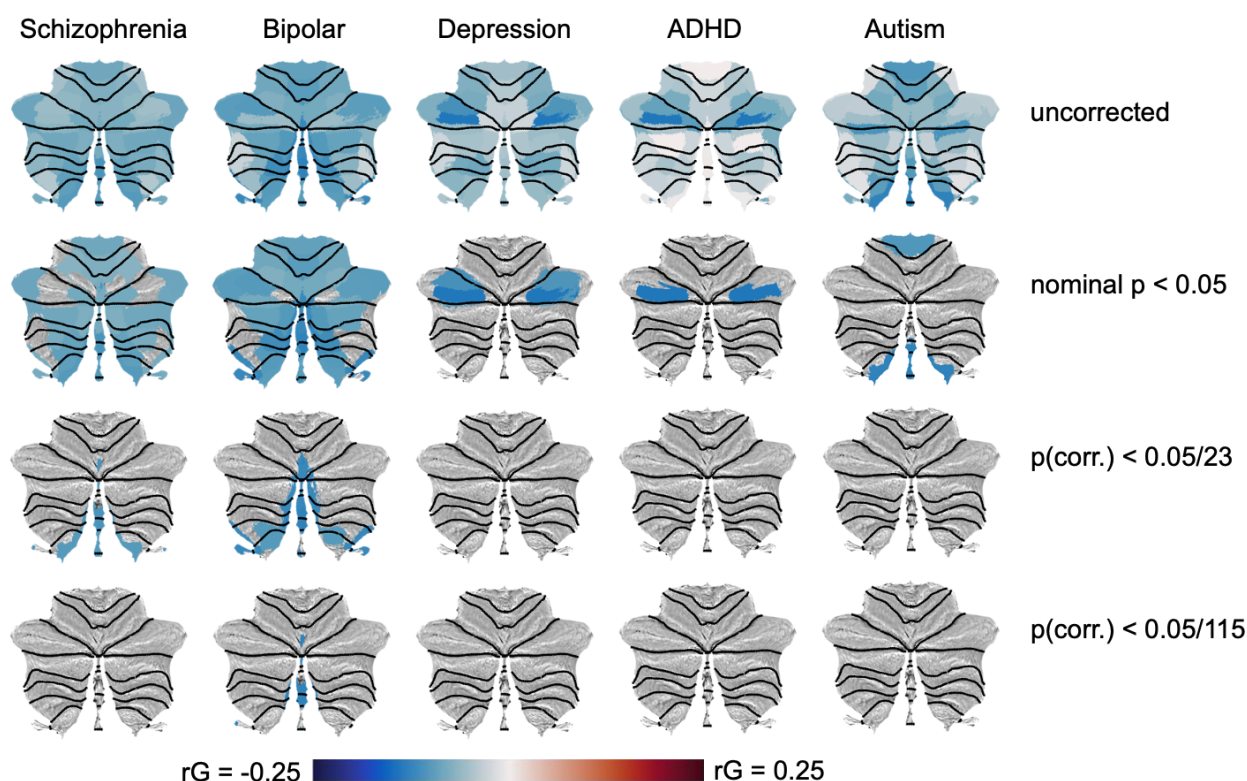 Schizophrenia Bipolar Depression ADHD Autism
uncorrected
nominal p < 0.05
p(corr.) < 0.05/23
p(corr.) < 0.05/115
rG = -0.25 rG = 0.25